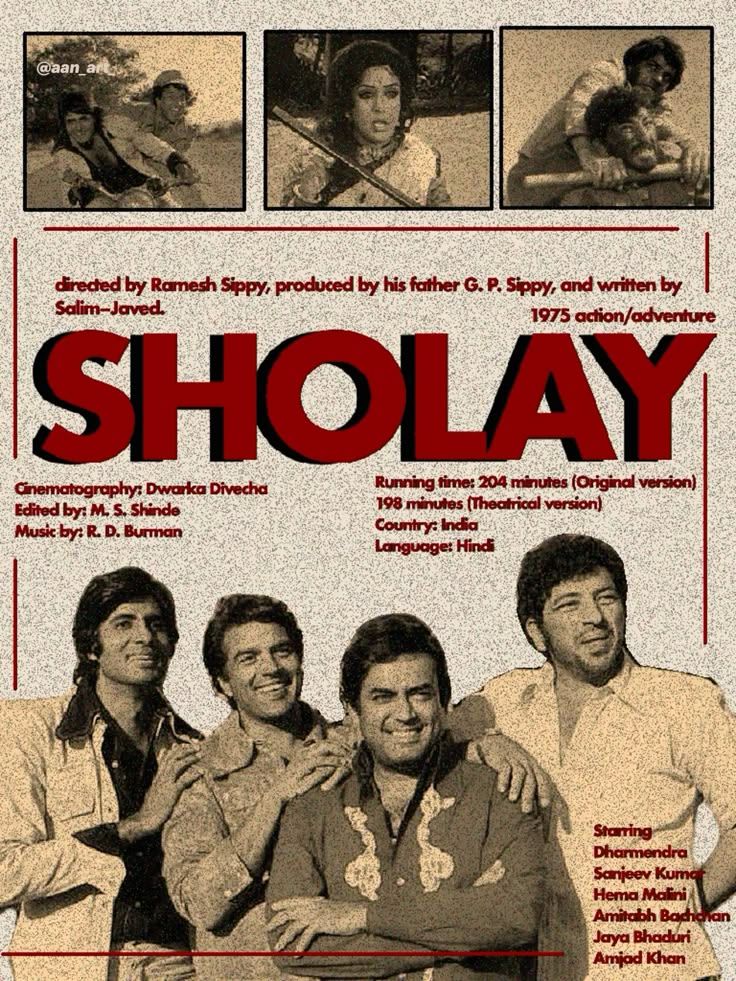 @aan_art
directed by Ramesh Sippy, produced by his father G. P. Sippy, and written by
Salim–Javed.
1975 action/adventure
SHOLAY
Cinematography: Dwarka Divecha
Edited by: M. S. Shinde
Music by: R. D. Burman
Running time: 204 minutes (Original version)
198 minutes (Theatrical version)
Country: India
Language: Hindi
Starring
Dharmendra
Sanjeev Kumar
Hema Malini
Amitabh Bachchan
Jaya Bhaduri
Amjad Khan